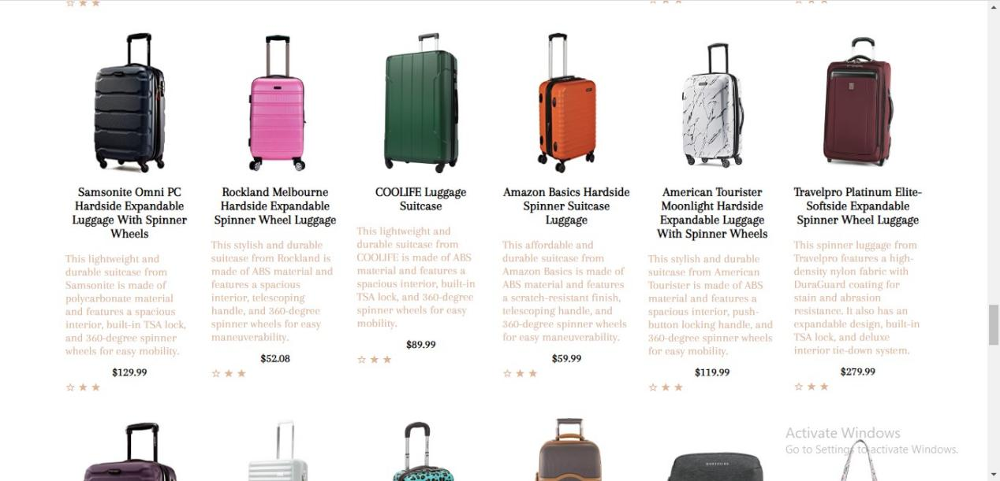 Samsonite Omni PC
Hardside Expandable
Luggage With Spinner
Wheels
This lightweight and
durable suitcase from
Samsonite is made of
polycarbonate material
and features a spacious
interior, built-in TSA lock,
and 360-degree spinner
wheels for easy mobility.
$129.99
Rockland Melbourne
Hardside Expandable
Spinner Wheel Luggage
This stylish and durable
suitcase from Rockland is
made of ABS material and
features a spacious
interior, telescoping
handle, and 360-degree
spinner wheels for easy
maneuverability.
$52.08
COOLIFE Luggage
Suitcase
This lightweight and
durable suitcase from
COOLIFE is made of ABS
material and features a
spacious interior, built-in
TSA lock, and 360-degree
spinner wheels for easy
mobility.
$89.99
Amazon Basics Hardside
Spinner Suitcase
Luggage
This affordable and
durable suitcase from
Amazon Basics is made of
ABS material and features
a scratch-resistant finish,
telescoping handle, and
360-degree spinner wheels
for easy maneuverability.
$59.99
American Tourister
Moonlight Hardside
Expandable Luggage
With Spinner Wheels
This stylish and durable
suitcase from American
Tourister is made of ABS
material and features a
spacious interior, push-
button locking handle, and
360-degree spinner wheels
for easy mobility.
$119.99
Travelpro Platinum Elite-
Softside Expandable
Spinner Wheel Luggage
This spinner luggage from
Travelpro features a high-
density nylon fabric with
DuraGuard coating for
stain and abrasion
resistance. It also has an
expandable design, built-in
TSA lock, and deluxe
interior tie-down system.
$279.99
Activate Windows
Go to Settings to activate Windows.